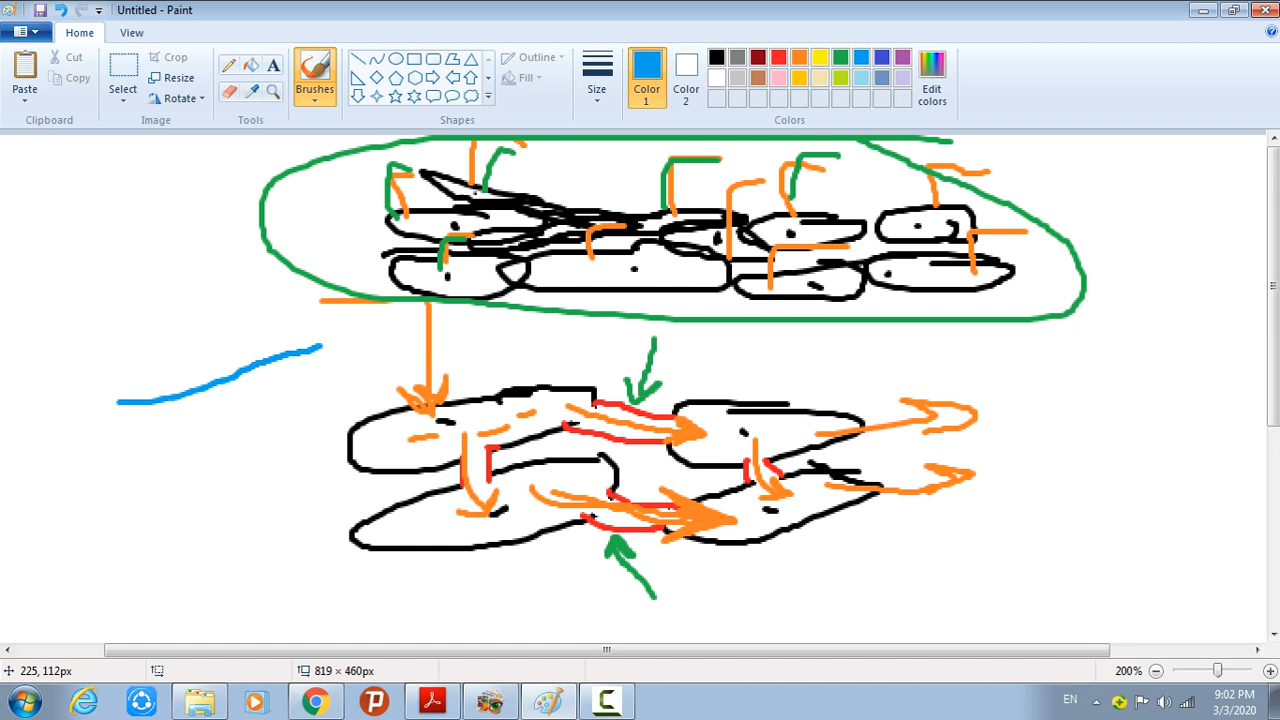 Untitled - Paint
Home View
Paste
Cut
Copy
Clipboard
Select
Crop
Resize
Rotate
Image
A
Tools
Brushes
Outline
Fill
Shapes
Size
Color 1
Color 2
Edit colors
Colors
225, 112px
819 × 460px
200%
EN
9:02 PM
3/3/2020